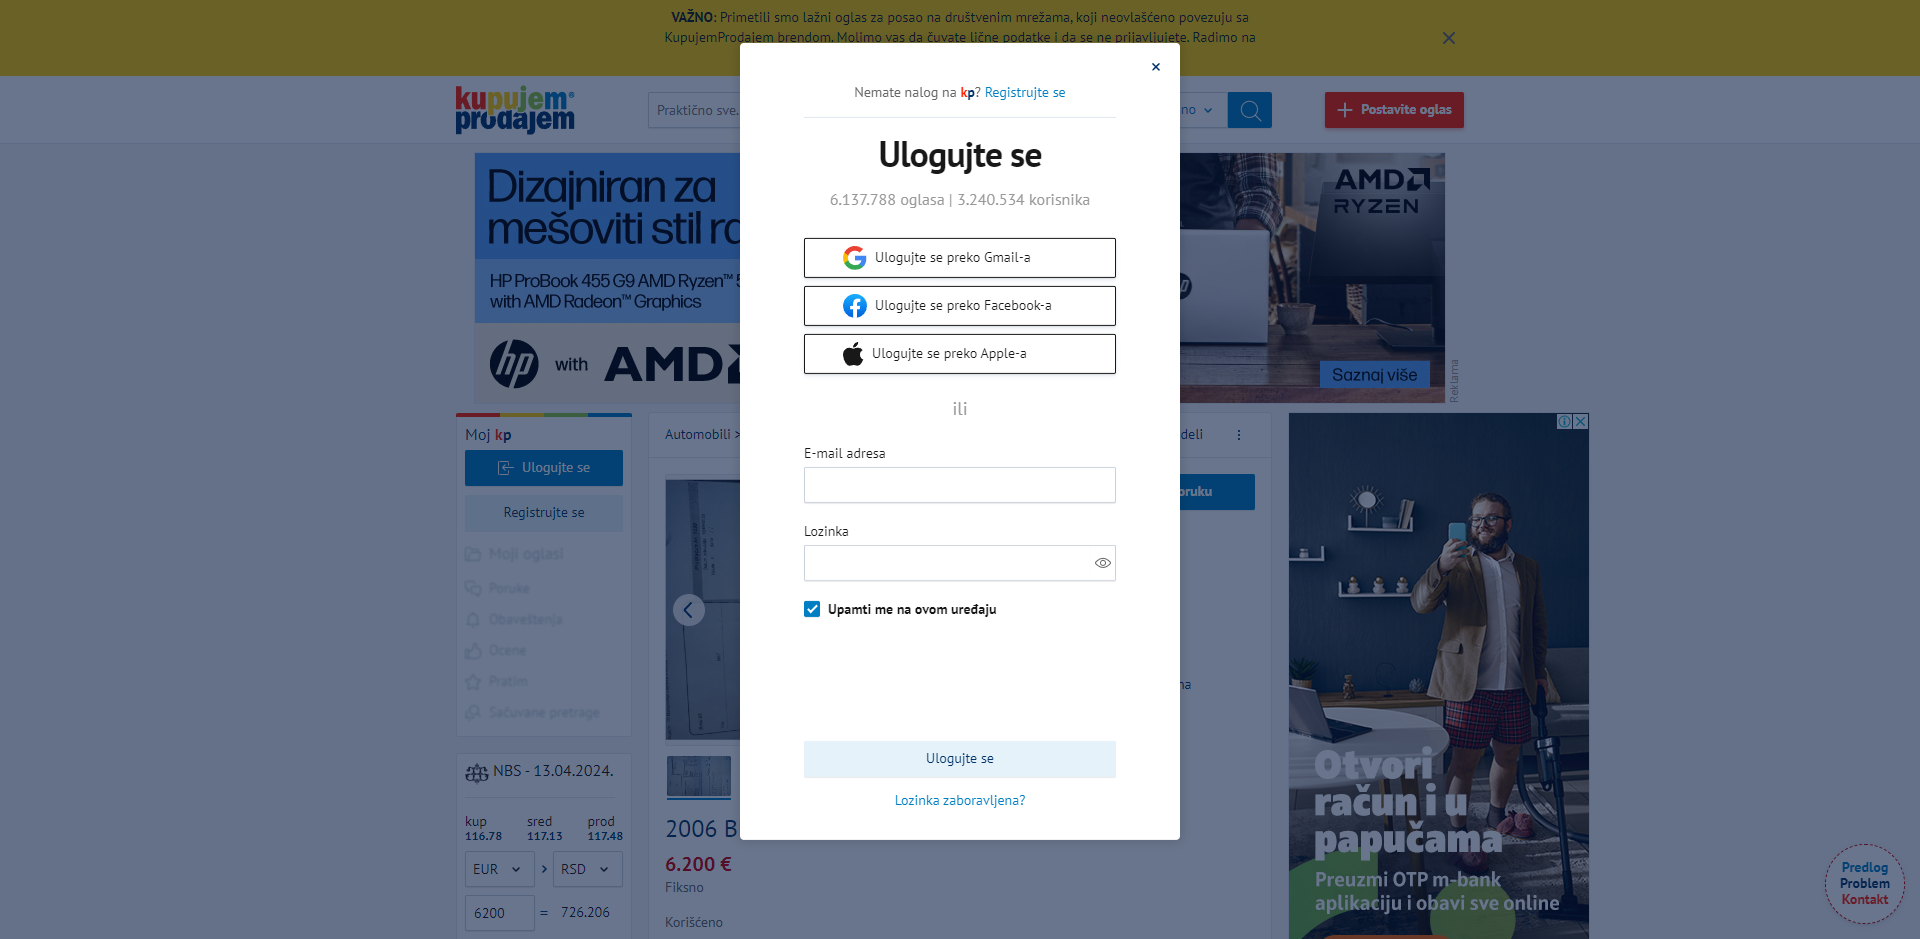 VAŽNO: Primetili smo lažni oglas za posao na društvenim mrežama, koji neovlašćeno povezuju sa
KupujemProdajem brendom. Molimo vas da čuvate lične podatke i da se ne prijavljujete. Radimo na
kupujem
prodajem
Praktično sve.
no
Postavite oglas
Nemate nalog na kp? Registrujte se
Ulogujte se
6.137.788 oglasa | 3.240.534 korisnika
Ulogujte se preko Gmail-a
Ulogujte se preko Facebook-a
Ulogujte se preko Apple-a
ili
E-mail adresa
Lozinka
Upamti me na ovom uređaju
Ulogujte se
Lozinka zaboravljena?
Dizajniran za
mešoviti stil
HP ProBook 455 G9 AMD Ryzen™ 5
with AMD Radeon™ Graphics
hp with AMD
AMD
RYZEN
Saznaj više
Reklama
Moj kp
Ulogujte se
Registrujte se
Moji oglasi
Poruke
Obaveštenja
Ocene
Pratim
Sačuvane pretrage
NBS - 13.04.2024.
kup sred prod
116.78 117.13 117.48
EUR > RSD
6200 = 726.206
Automobili >
deli
oruku
na
2006 B
6.200 €
Fiksno
Korišćeno
Otvori
račun i u
papučama
Preuzmi OTP m-bank
aplikaciju i obavi sve online
Predlog
Problem
Kontakt